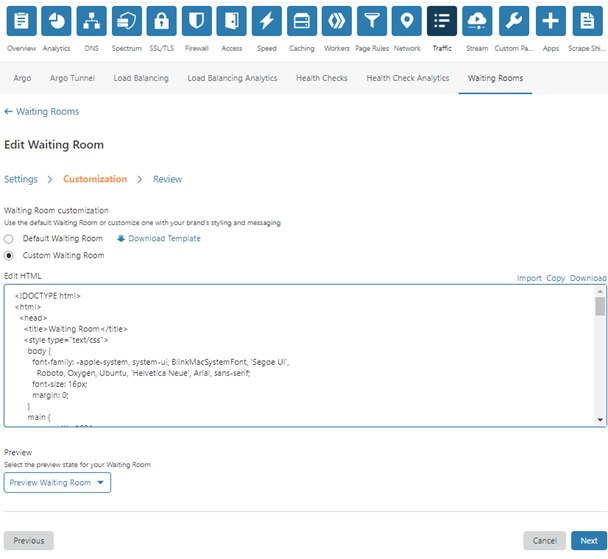 Overview Analytics DNS Spectrum SSL/TLS Firewall Access Speed Caching Workers Page Rules Network Traffic Stream Custom Pa... Apps Scrape Shi...
Argo Argo Tunnel Load Balancing Load Balancing Analytics Health Checks Health Check Analytics Waiting Rooms
← Waiting Rooms
Edit Waiting Room
Settings > Customization > Review
Waiting Room customization
Use the default Waiting Room or customize one with your brand's styling and messaging
Default Waiting Room Download Template
Custom Waiting Room
Edit HTML Import Copy Download
<!DOCTYPE html>
<html>
<head>
<title>Waiting Room</title>
<style type="text/css">
body {
font-family: -apple-system, system-ui, BlinkMacSystemFont, 'Segoe UI',
Roboto, Oxygen, Ubuntu, 'Helvetica Neue', Arial, sans-serif;
font-size: 16px;
margin: 0;
}
main {
Preview
Select the preview state for your Waiting Room
Preview Waiting Room
Previous Cancel Next